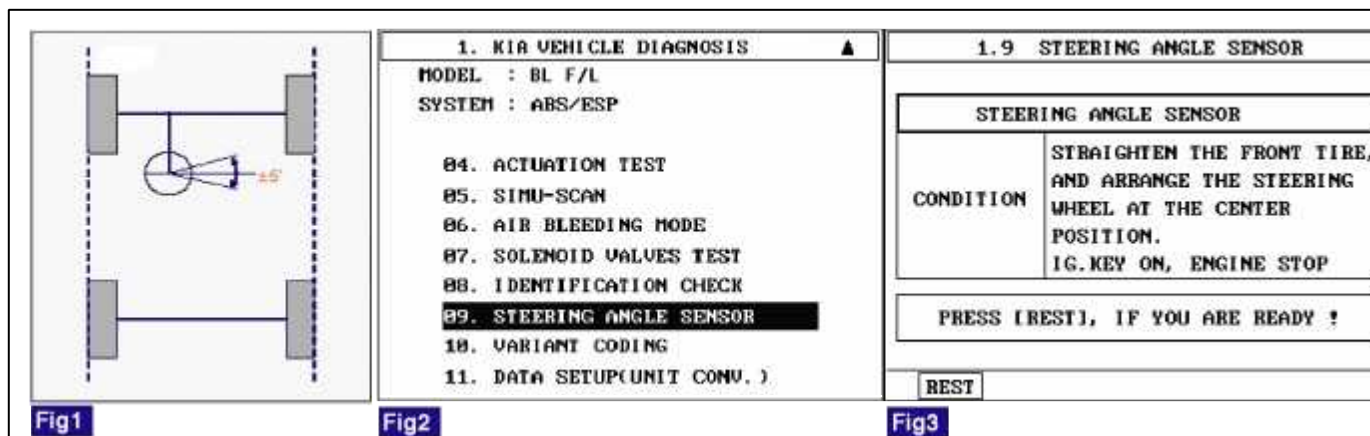 ±5°
Fig1
1. KIA VEHICLE DIAGNOSIS ▲
MODEL : BL F/L
SYSTEM : ABS/ESP
04. ACTUATION TEST
05. SIMU-SCAN
06. AIR BLEEDING MODE
07. SOLENOID VALVES TEST
08. IDENTIFICATION CHECK
09. STEERING ANGLE SENSOR
10. VARIANT CODING
11. DATA SETUP(UNIT CONV.)
Fig2
1.9 STEERING ANGLE SENSOR
STEERING ANGLE SENSOR
CONDITION
STRAIGHTEN THE FRONT TIRE,
AND ARRANGE THE STEERING
WHEEL AT THE CENTER
POSITION.
IG.KEY ON, ENGINE STOP
PRESS [REST], IF YOU ARE READY !
REST
Fig3